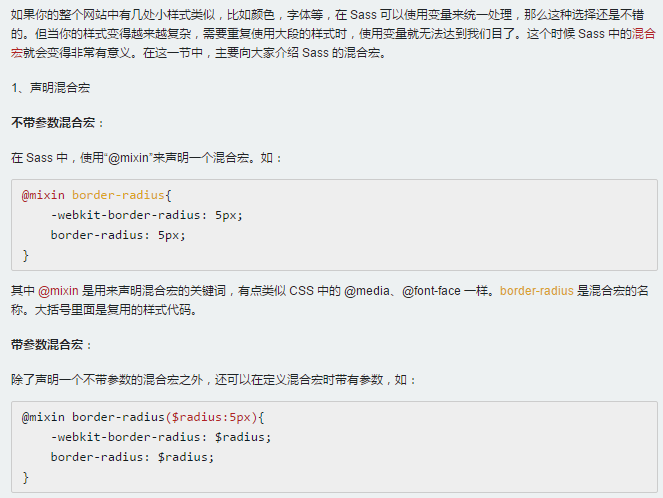 如果你的整个网站中有几处小样式类似，比如颜色，字体等，在 Sass 可以使用变量来统一处理，那么这种选择还是不错
的。但当你的样式变得越来越复杂，需要重复使用大段的样式时，使用变量就无法达到我们目了。这个时候 Sass 中的混合
宏就会变得非常有意义。在这一节中，主要向大家介绍 Sass 的混合宏。
1、声明混合宏
不带参数混合宏：
在 Sass 中，使用“@mixin”来声明一个混合宏。如：
@mixin border-radius{
    -webkit-border-radius: 5px;
    border-radius: 5px;
}
其中 @mixin 是用来声明混合宏的关键词，有点类似 CSS 中的 @media、@font-face 一样。border-radius 是混合宏的名
称。大括号里面是复用的样式代码。
带参数混合宏：
除了声明一个不带参数的混合宏之外，还可以在定义混合宏时带有参数，如：
@mixin border-radius($radius:5px){
    -webkit-border-radius: $radius;
    border-radius: $radius;
}